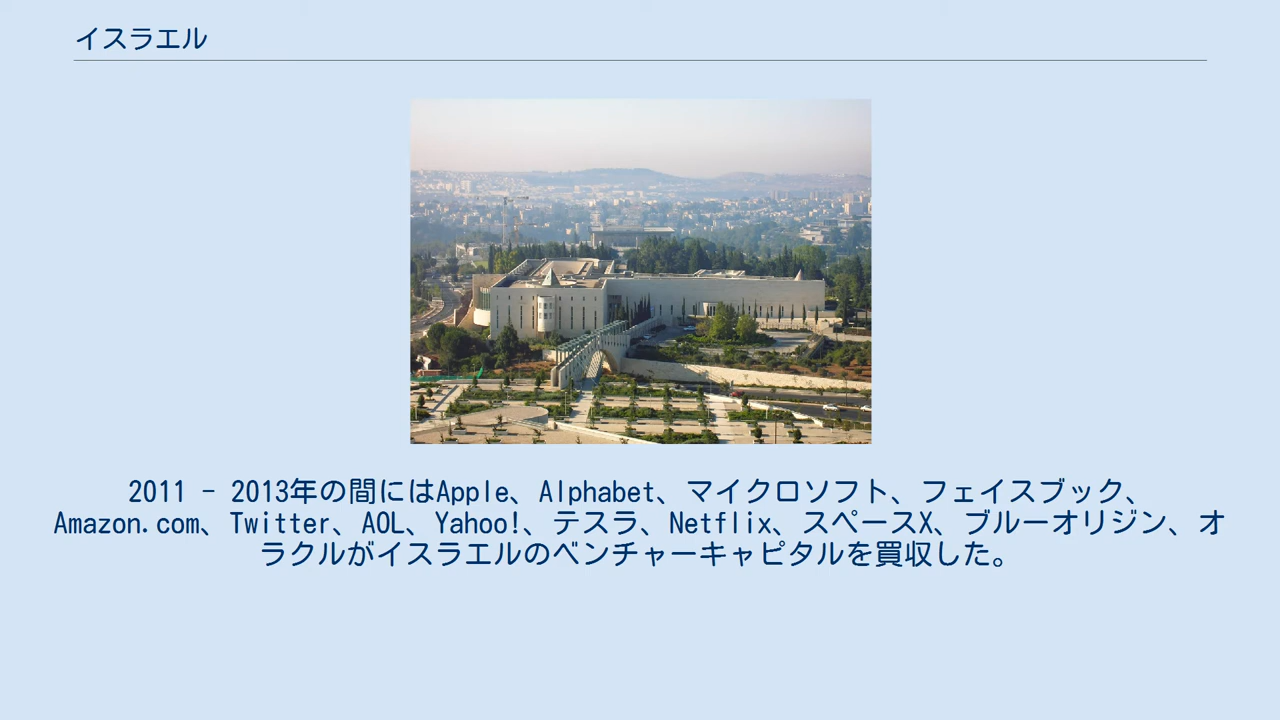 イスラエル
2011 - 2013年の間にはApple、Alphabet、マイクロソフト、フェイスブック、
Amazon.com、Twitter、AOL、Yahoo!、テスラ、Netflix、スペースX、ブルーオリジン、オ
ラクルがイスラエルのベンチャーキャピタルを買収した。